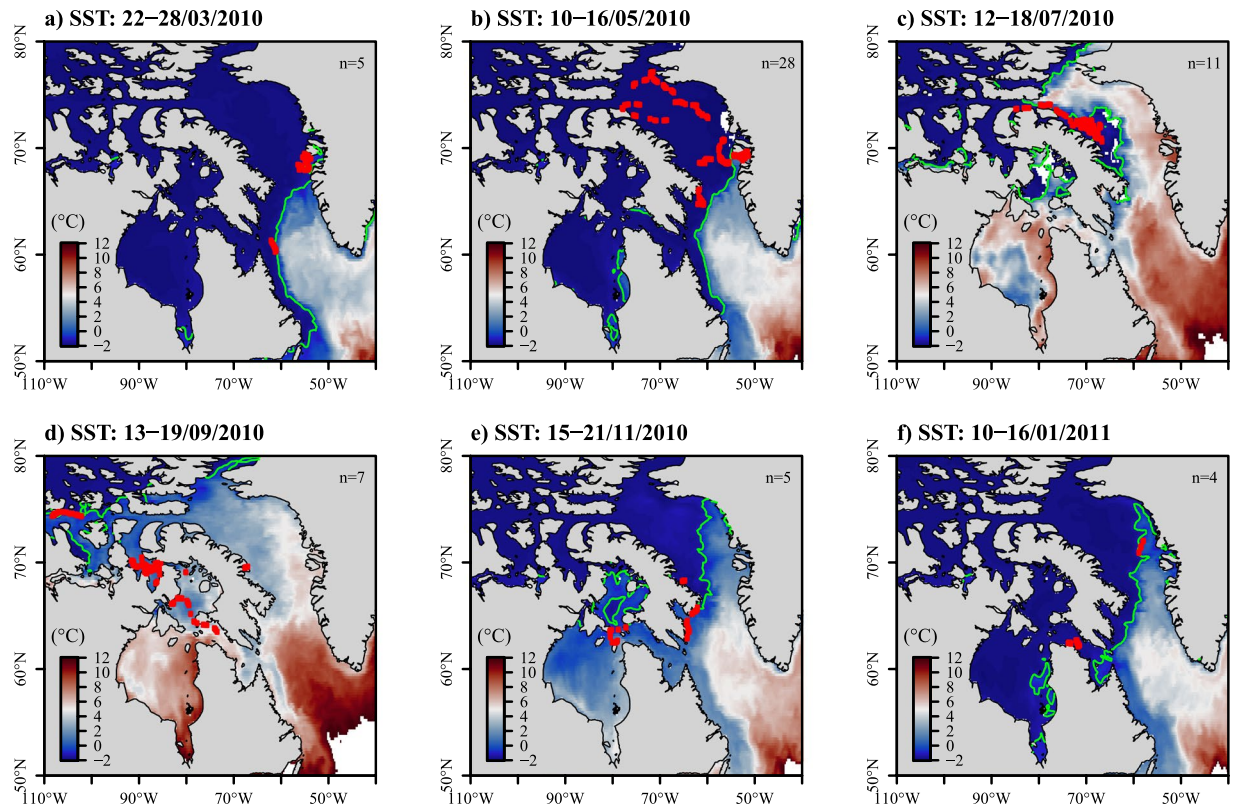 a) SST: 22−28/03/2010
n=5
80°N
70°N
60°N
50°N
(°C)
12
10
8
6
4
2
0
−2
110°W
90°W
70°W
50°W
b) SST: 10−16/05/2010
n=28
80°N
70°N
60°N
50°N
(°C)
12
10
8
6
4
2
0
−2
110°W
90°W
70°W
50°W
c) SST: 12−18/07/2010
n=11
80°N
70°N
60°N
50°N
(°C)
12
10
8
6
4
2
0
−2
110°W
90°W
70°W
50°W
d) SST: 13−19/09/2010
n=7
80°N
70°N
60°N
50°N
(°C)
12
10
8
6
4
2
0
−2
110°W
90°W
70°W
50°W
e) SST: 15−21/11/2010
n=5
80°N
70°N
60°N
50°N
(°C)
12
10
8
6
4
2
0
−2
110°W
90°W
70°W
50°W
f) SST: 10−16/01/2011
n=4
80°N
70°N
60°N
50°N
(°C)
12
10
8
6
4
2
0
−2
110°W
90°W
70°W
50°W